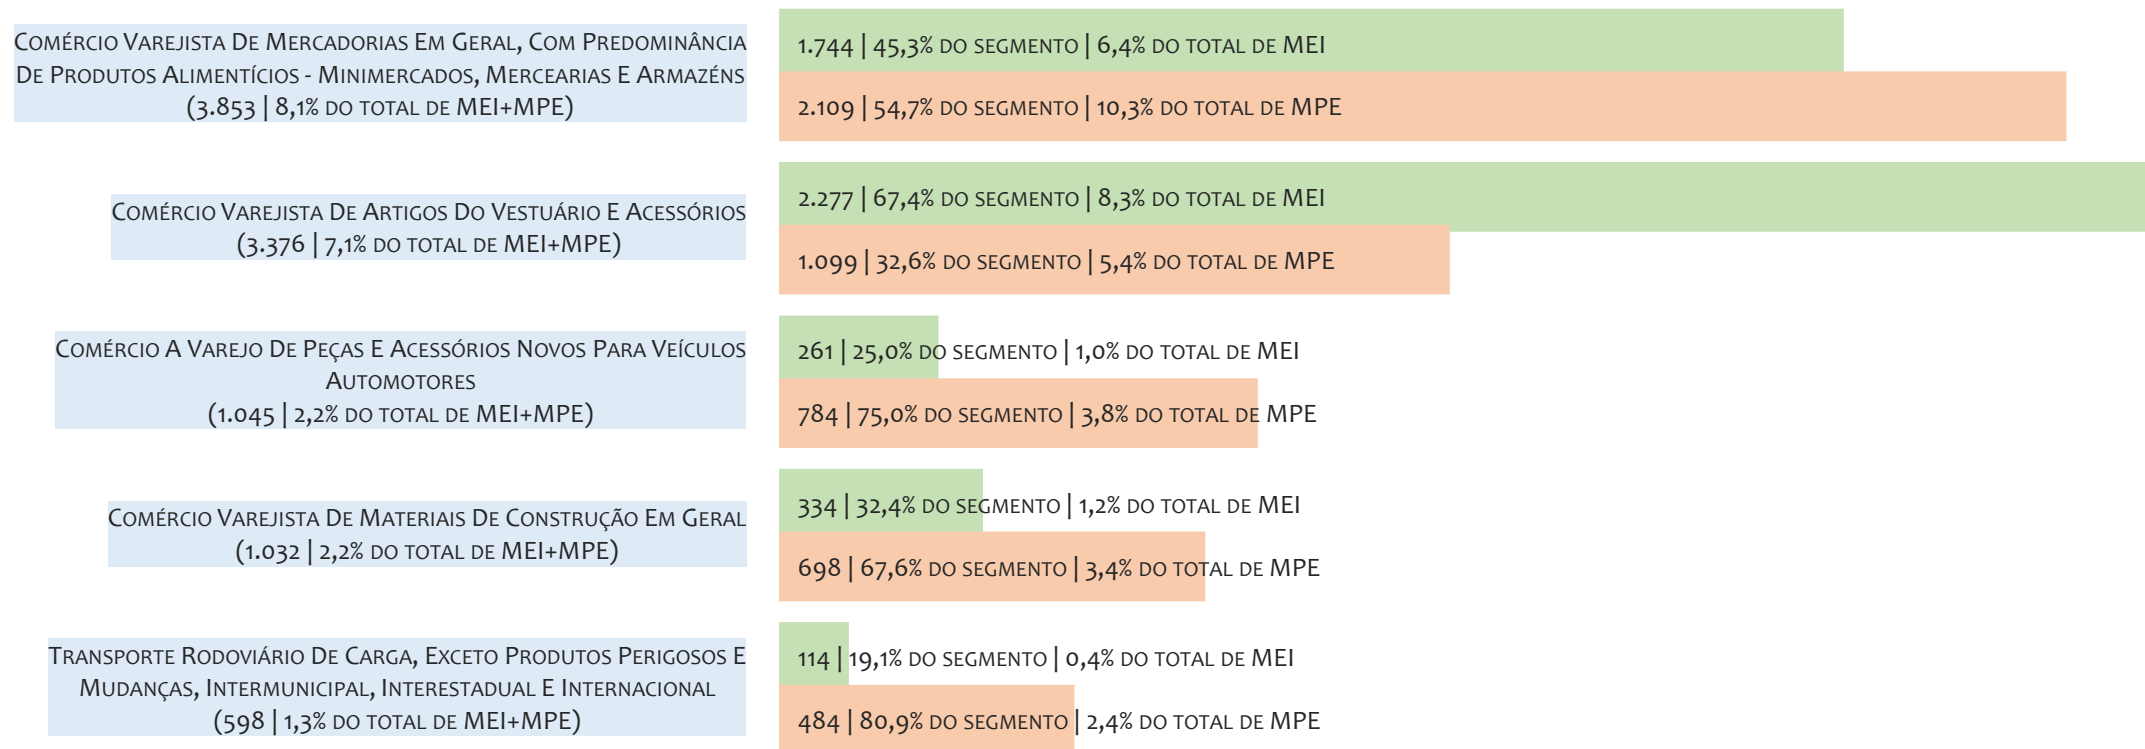 Comércio Varejista De Mercadorias Em Geral, Com Predominância
De Produtos Alimentícios - Minimercados, Mercearias E Armazéns
(3.853 | 8,1% do total de MEI+MPE)
1.744 | 45,3% do segmento | 6,4% do total de MEI
2.109 | 54,7% do segmento | 10,3% do total de MPE
Comércio Varejista De Artigos Do Vestuário E Acessórios
(3.376 | 7,1% do total de MEI+MPE)
2.277 | 67,4% do segmento | 8,3% do total de MEI
1.099 | 32,6% do segmento | 5,4% do total de MPE
Comércio A Varejo De Peças E Acessórios Novos Para Veículos
Automotores
(1.045 | 2,2% do total de MEI+MPE)
261 | 25,0% do segmento | 1,0% do total de MEI
784 | 75,0% do segmento | 3,8% do total de MPE
Comércio Varejista De Materiais De Construção Em Geral
(1.032 | 2,2% do total de MEI+MPE)
334 | 32,4% do segmento | 1,2% do total de MEI
698 | 67,6% do segmento | 3,4% do total de MPE
Transporte Rodoviário De Carga, Exceto Produtos Perigosos E
Mudanças, Intermunicipal, Interestadual E Internacional
(598 | 1,3% do total de MEI+MPE)
114 | 19,1% do segmento | 0,4% do total de MEI
484 | 80,9% do segmento | 2,4% do total de MPE